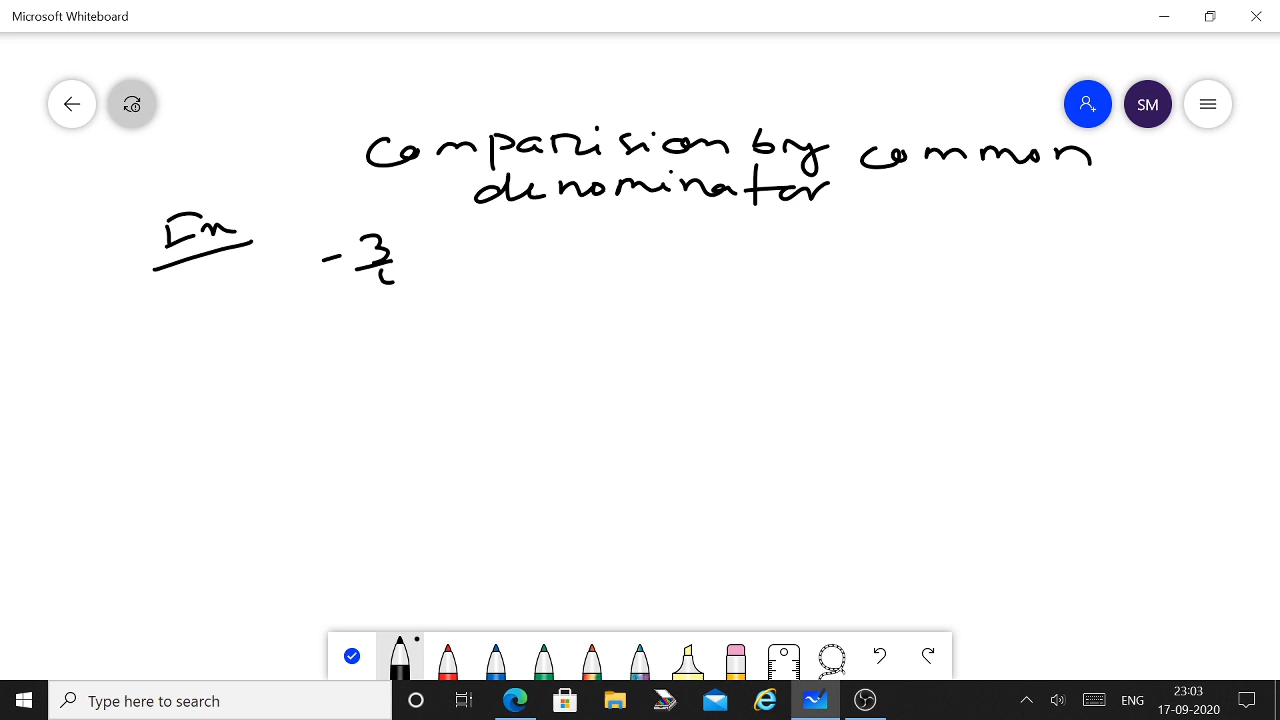 Microsoft Whiteboard
SM
comparision by common
denominator
Ex
- 3
Type here to search
ENG
23:03
17-09-2020